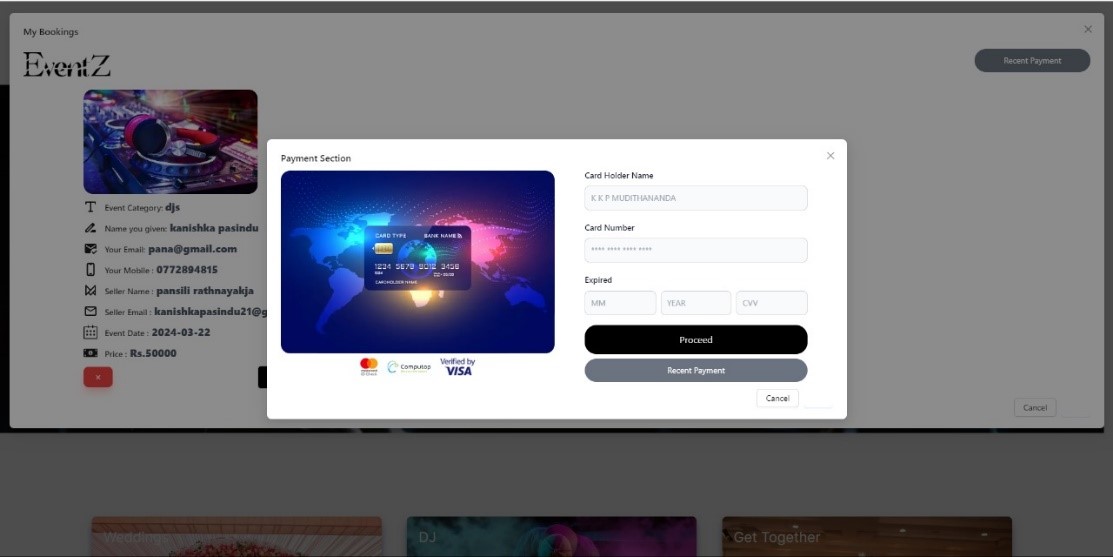 My Bookings
EventZ
Recent Payment
Event Category: djs
Name you given: kanishka pasindu
Your Email: pana@gmail.com
Your Mobile : 0772894815
Seller Name : pansili rathnayakja
Seller Email : kanishkapasindu21@g
Event Date : 2024-03-22
Price : Rs.50000
×
Cancel
Payment Section
CARD TYPE
BANK NAME
1234 5678 9012 3456
CARDHOLDER NAME
Computop
Verified by
VISA
Card Holder Name
K K P MUDITHANANDA
Card Number
**** **** **** ****
Expired
MM
YEAR
CVV
Proceed
Recent Payment
Cancel
Weddings
DJ
Get Together